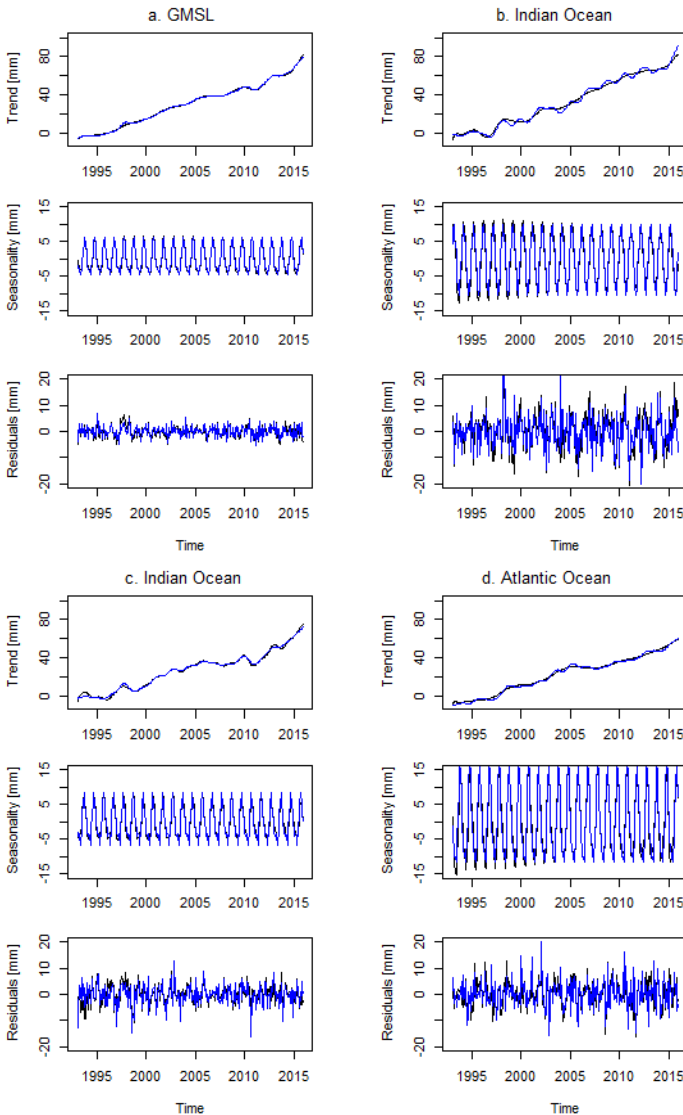 a. GMSL
Trend [mm]
0 40 80
1995 2000 2005 2010 2015
Seasonality [mm]
-15 -5 5 15
1995 2000 2005 2010 2015
Residuals [mm]
-20 0 10 20
1995 2000 2005 2010 2015
Time
b. Indian Ocean
Trend [mm]
0 40 80
1995 2000 2005 2010 2015
Seasonality [mm]
-15 -5 5 15
1995 2000 2005 2010 2015
Residuals [mm]
-20 0 10 20
1995 2000 2005 2010 2015
Time
c. Indian Ocean
Trend [mm]
0 40 80
1995 2000 2005 2010 2015
Seasonality [mm]
-15 -5 5 15
1995 2000 2005 2010 2015
Residuals [mm]
-20 0 10 20
1995 2000 2005 2010 2015
Time
d. Atlantic Ocean
Trend [mm]
0 40 80
1995 2000 2005 2010 2015
Seasonality [mm]
-15 -5 5 15
1995 2000 2005 2010 2015
Residuals [mm]
-20 0 10 20
1995 2000 2005 2010 2015
Time